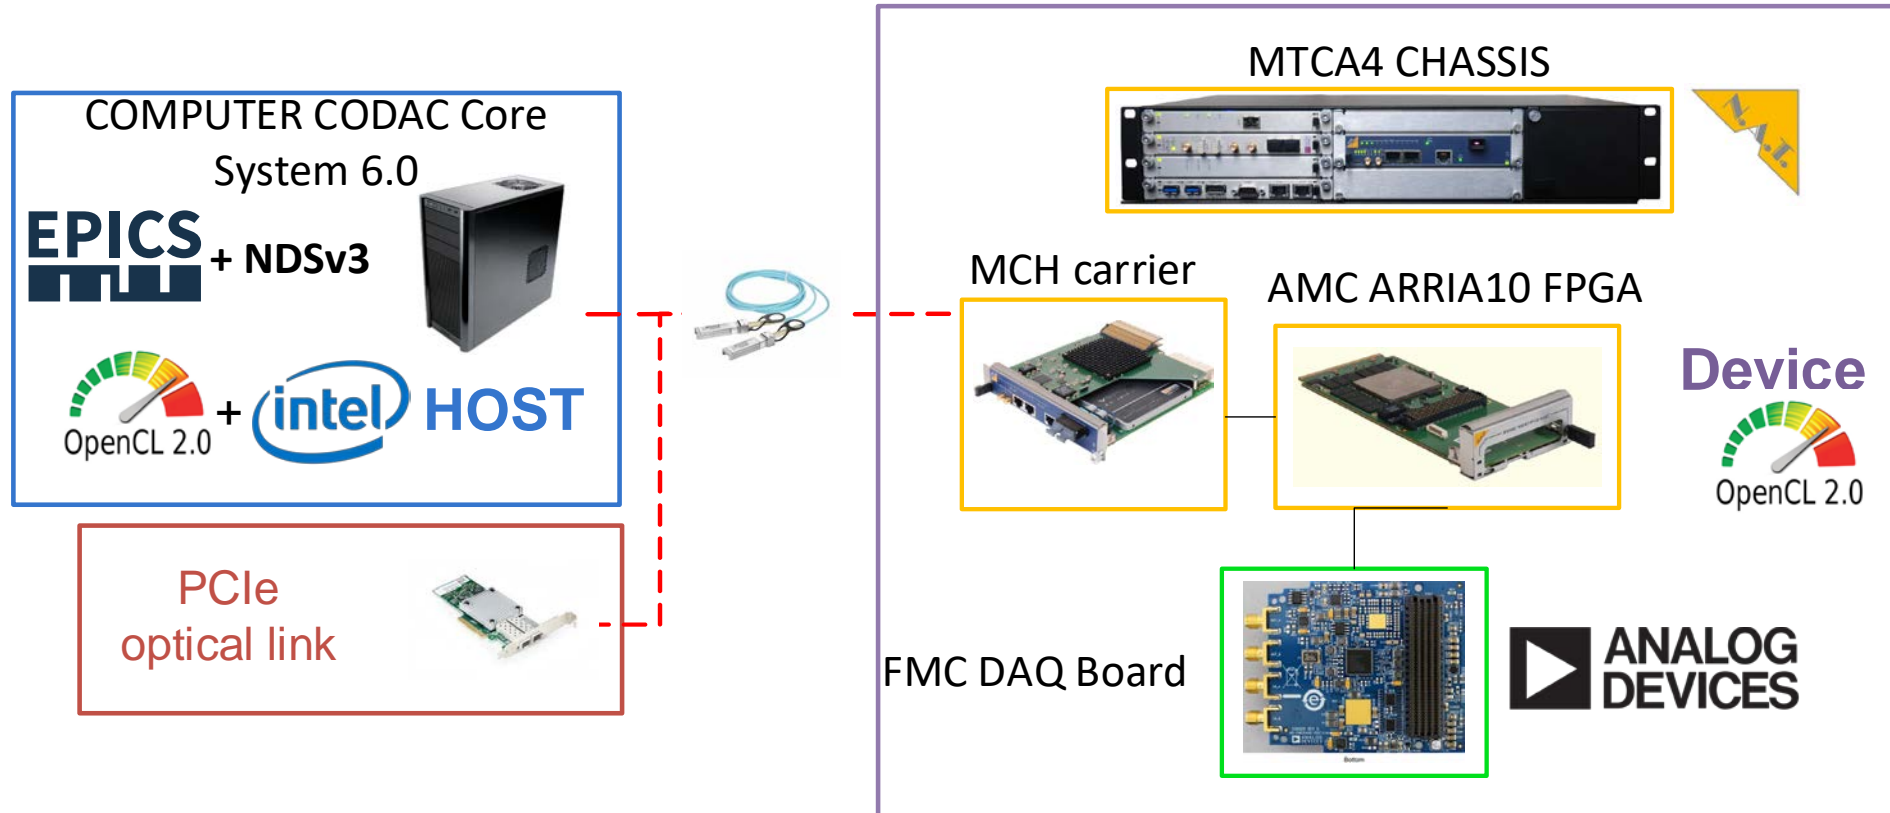 MTCA4 CHASSIS
N.A.T.
COMPUTER CODAC Core
System 6.0
EPICS
+ NDSv3
OpenCL 2.0
+
intel
HOST
PCIe
optical link
MCH carrier
AMC ARRIA10 FPGA
Device
OpenCL 2.0
FMC DAQ Board
Bottom
ANALOG
DEVICES